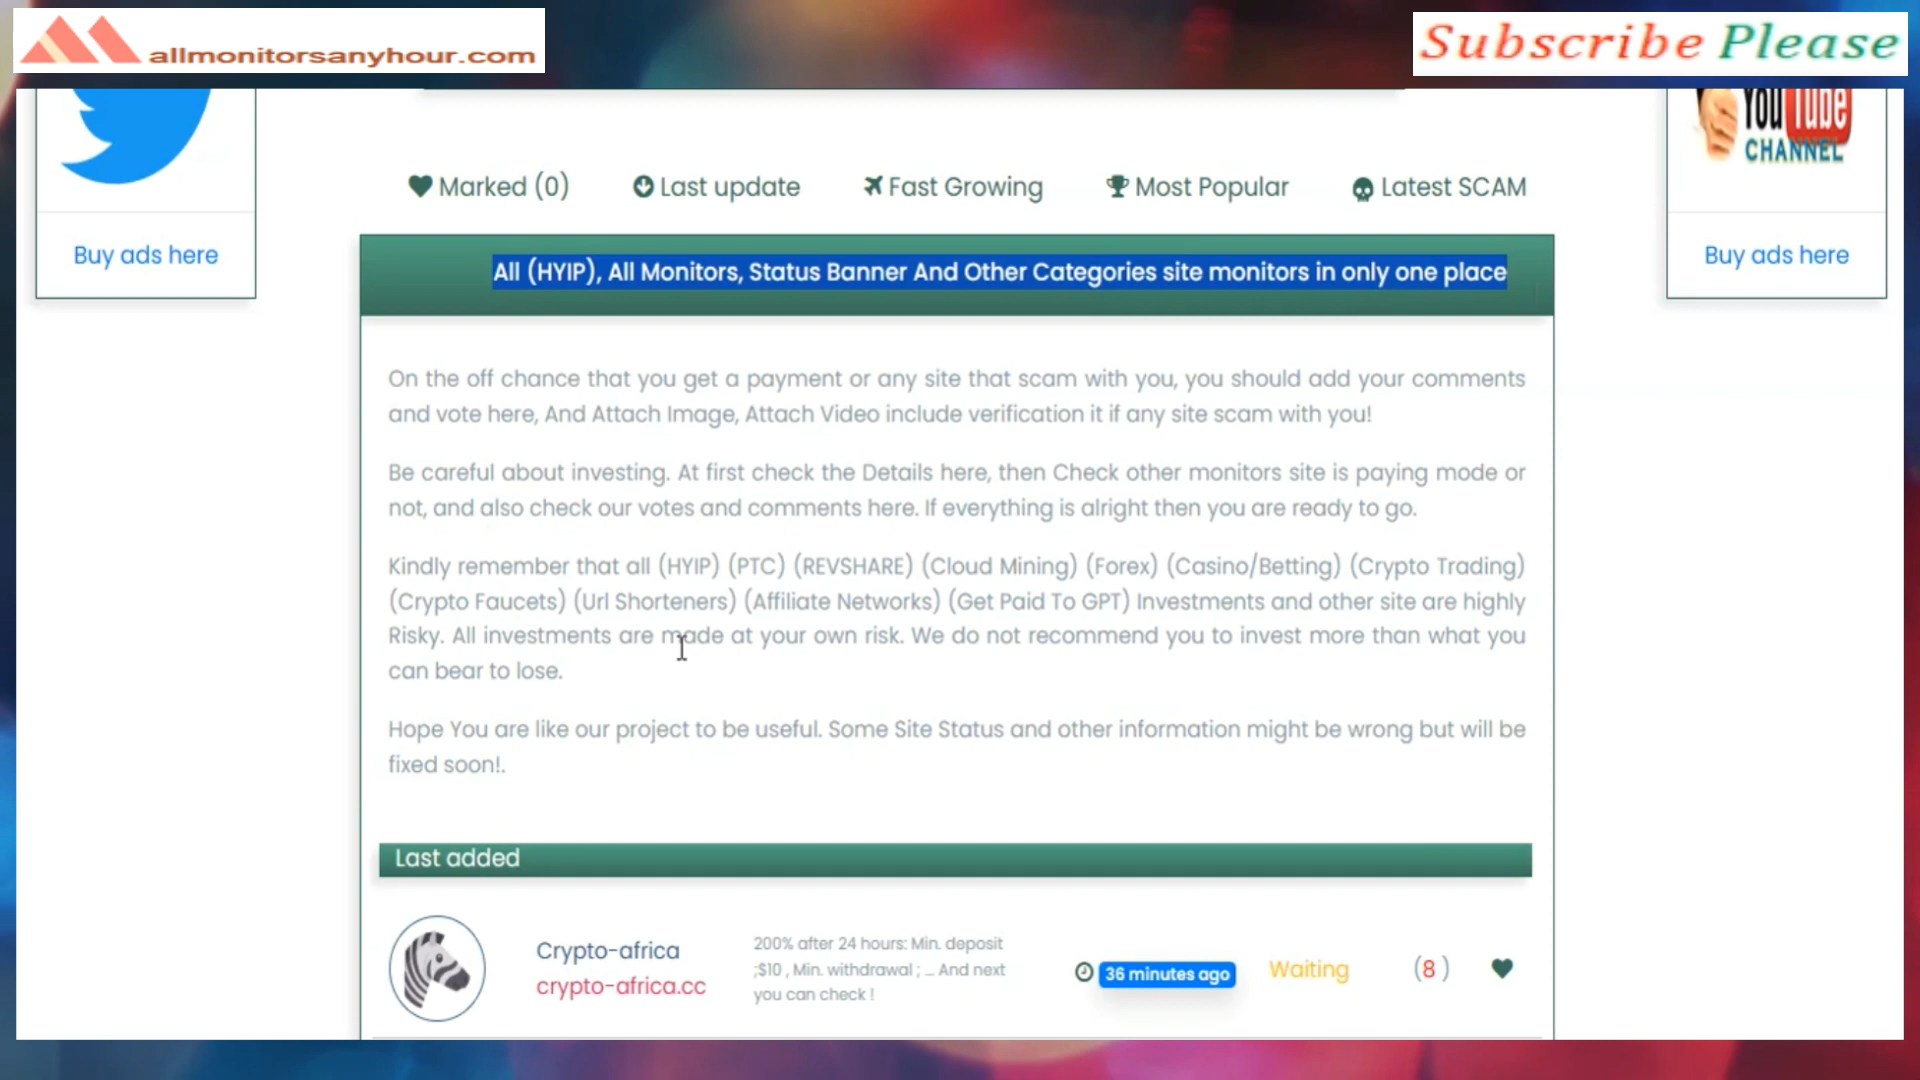 allmonitorsanyhour.com
Subscribe Please
You Tube
CHANNEL
Marked (0)
Last update
Fast Growing
Most Popular
Latest SCAM
Buy ads here
Buy ads here
All (HYIP), All Monitors, Status Banner And Other Categories site monitors in only one place
On the off chance that you get a payment or any site that scam with you, you should add your comments
and vote here, And Attach Image, Attach Video include verification it if any site scam with you!
Be careful about investing. At first check the Details here, then Check other monitors site is paying mode or
not, and also check our votes and comments here. If everything is alright then you are ready to go.
Kindly remember that all (HYIP) (PTC) (REVSHARE) (Cloud Mining) (Forex) (Casino/Betting) (Crypto Trading)
(Crypto Faucets) (Url Shorteners) (Affiliate Networks) (Get Paid To GPT) Investments and other site are highly
Risky. All investments are made at your own risk. We do not recommend you to invest more than what you
can bear to lose.
Hope You are like our project to be useful. Some Site Status and other information might be wrong but will be
fixed soon!.
Last added
Crypto-africa
crypto-africa.cc
200% after 24 hours: Min. deposit
;$10 , Min. withdrawal ; ... And next
you can check !
36 minutes ago
Waiting
(8 )